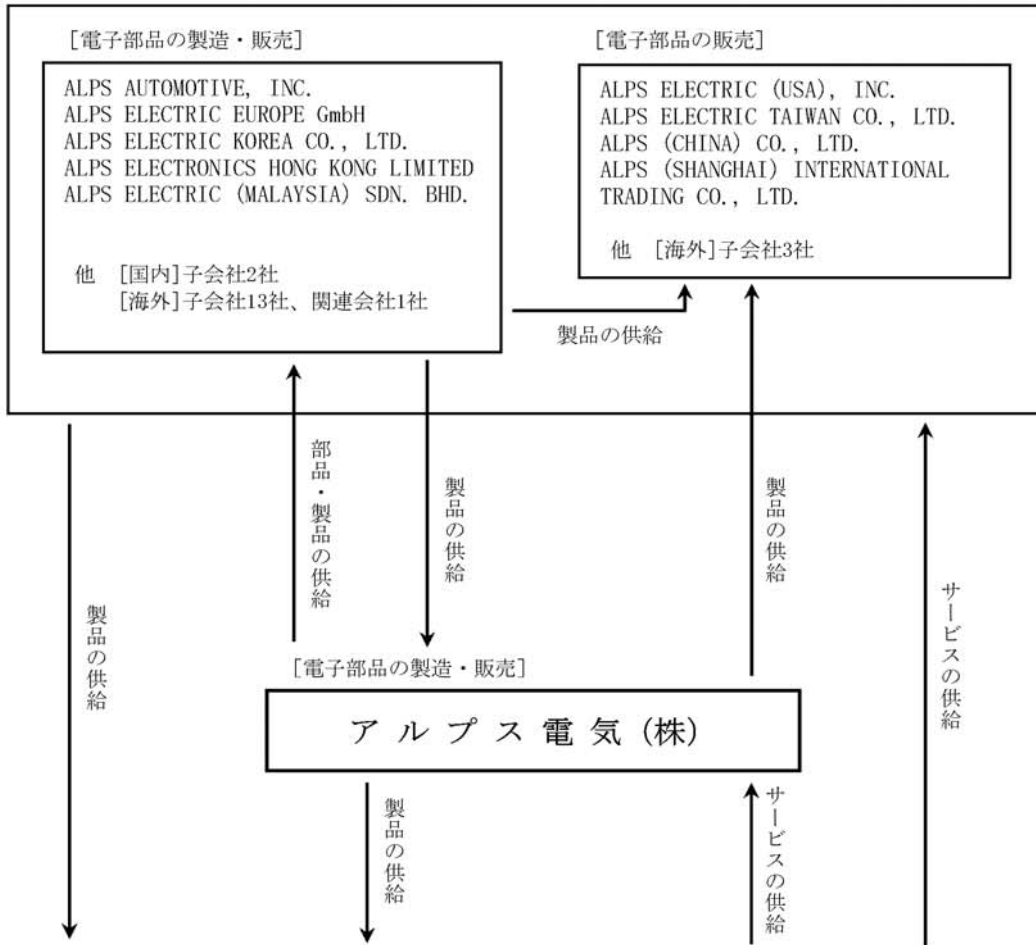 [電子部品の製造・販売]
ALPS AUTOMOTIVE, INC.
ALPS ELECTRIC EUROPE GmbH
ALPS ELECTRIC KOREA CO., LTD.
ALPS ELECTRONICS HONG KONG LIMITED
ALPS ELECTRIC (MALAYSIA) SDN. BHD.
他 [国内]子会社2社
[海外]子会社13社、関連会社1社
[電子部品の販売]
ALPS ELECTRIC (USA), INC.
ALPS ELECTRIC TAIWAN CO., LTD.
ALPS (CHINA) CO., LTD.
ALPS (SHANGHAI) INTERNATIONAL
TRADING CO., LTD.
他 [海外]子会社3社
製品の供給
部品・製品の供給
製品の供給
製品の供給
製品の供給
サービスの供給
[電子部品の製造・販売]
アルプス電気(株)
製品の供給
サービスの供給